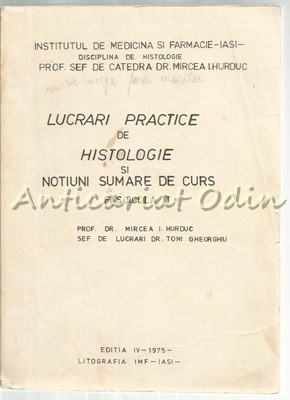 INSTITUTUL DE MEDICINA SI FARMACIE-IASI-
DISCIPLINA DE HISTOLOGIE
PROF. SEF DE CATEDRA DR. MIRCEA I.HURDUC
LUCRARI PRACTICE
DE
HISTOLOGIE
SI
NOTIUNI SUMARE DE CURS
Anticariat Odin
PROF. DR. MIRCEA I. HURDUC
SEF DE LUCRARI DR. TONI GHEORGHIU
EDITIA IV-1975-
LITOGRAFIA IMF-IASI-